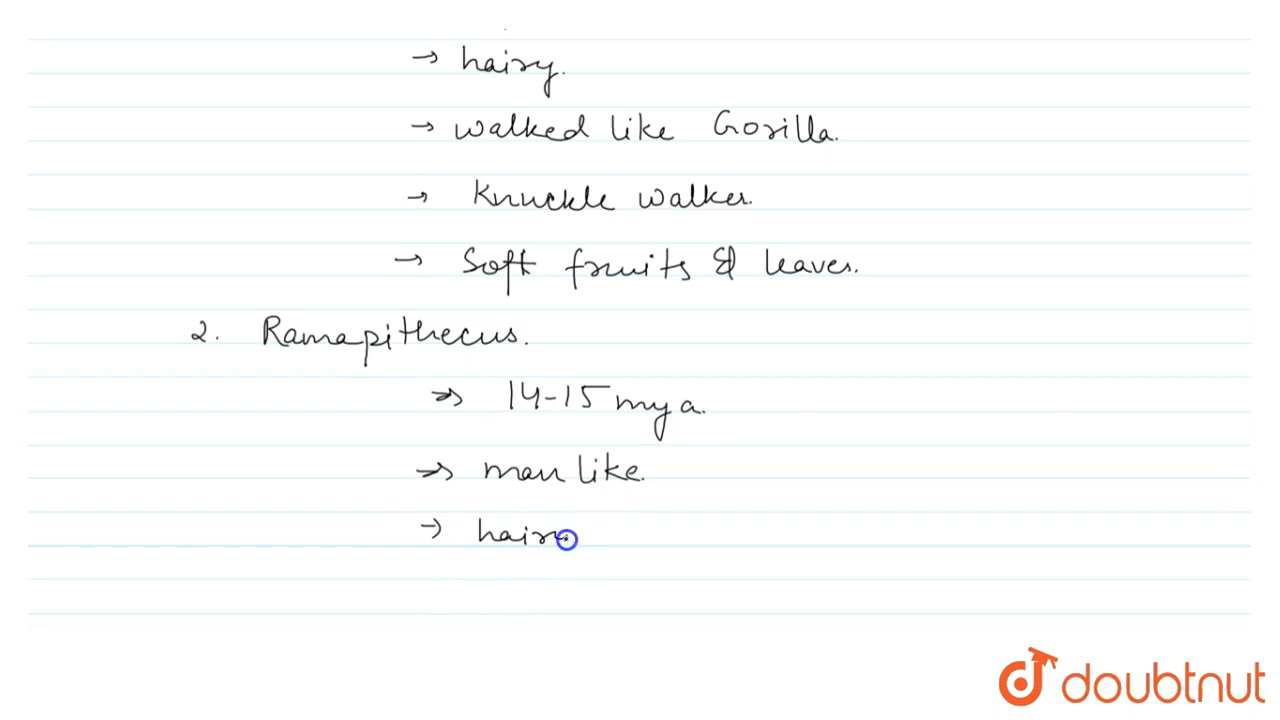 → hairy.
→ walked like Gorilla.
→ Knuckle walker.
→ Soft fruits & leaves.
2. Ramapithecus.
⇒ 14-15 mya.
⇒ man like.
→ hairy
doubtnut